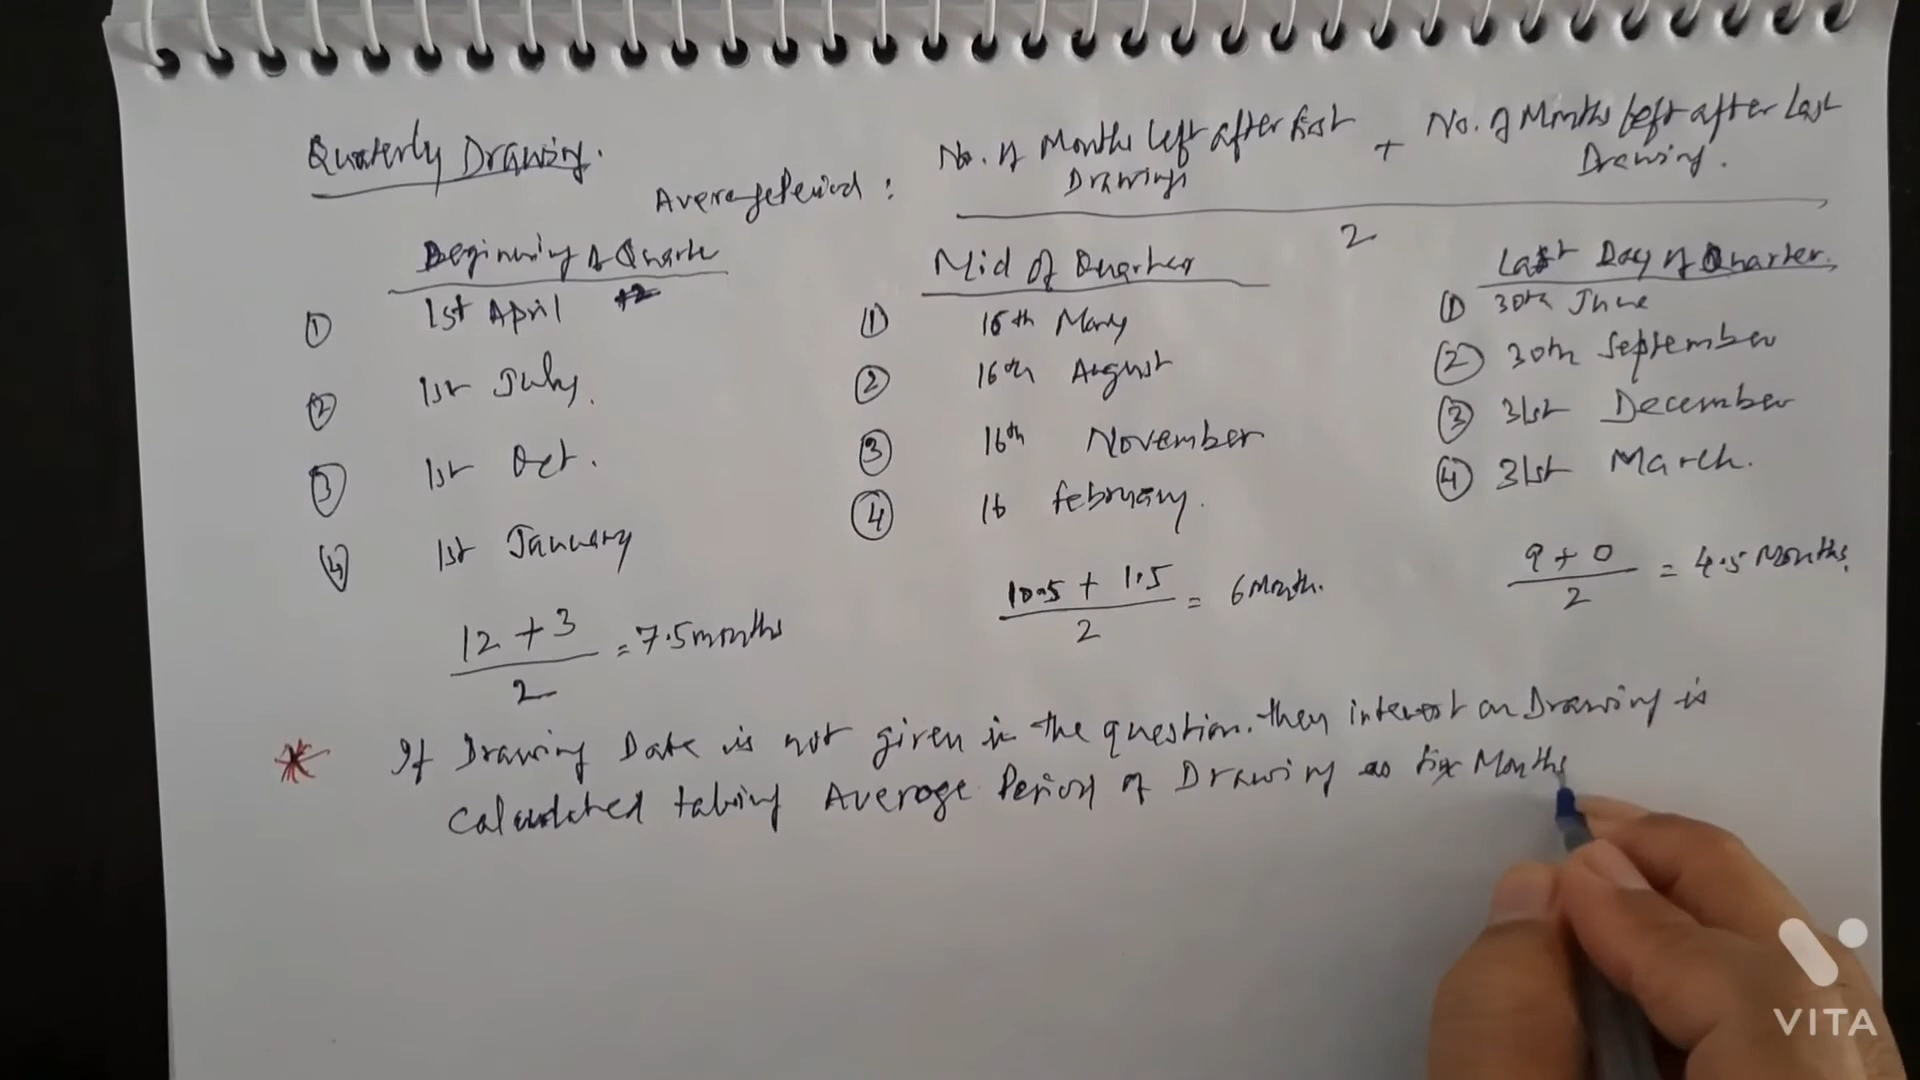 Quaterly Drawing.
Average Period : No. of Months left after first Drawings + No. of Months left after Last Drawing.
2
Beginning of Quarte
① 1st April
② 1st July.
③ 1st Oct.
④ 1st January
12 + 3 / 2 = 7.5 months
Mid of Quarter
① 16th May
② 16th August
③ 16th November
④ 16 February.
10.5 + 1.5 / 2 = 6 Month.
Last Day of Quarter.
① 30th June
② 30th September
③ 31st December
④ 31st March.
9 + 0 / 2 = 4.5 Months.
* If Drawing Date is not given in the question. then interest on Drawing is
calculated taking Average Period of Drawing as six Months
VITA